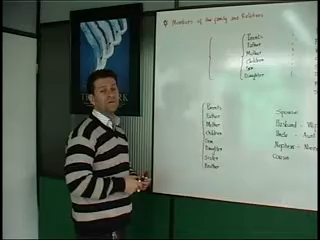 Members of the family and Relatives
Parents
Father
Mother
Children
Son
Daughter
Parents
Father
Mother
Children
Son
Daughter
Sister
Brother
Spouse
Husband -
Uncle - Aunt
Nephew -
Cousin